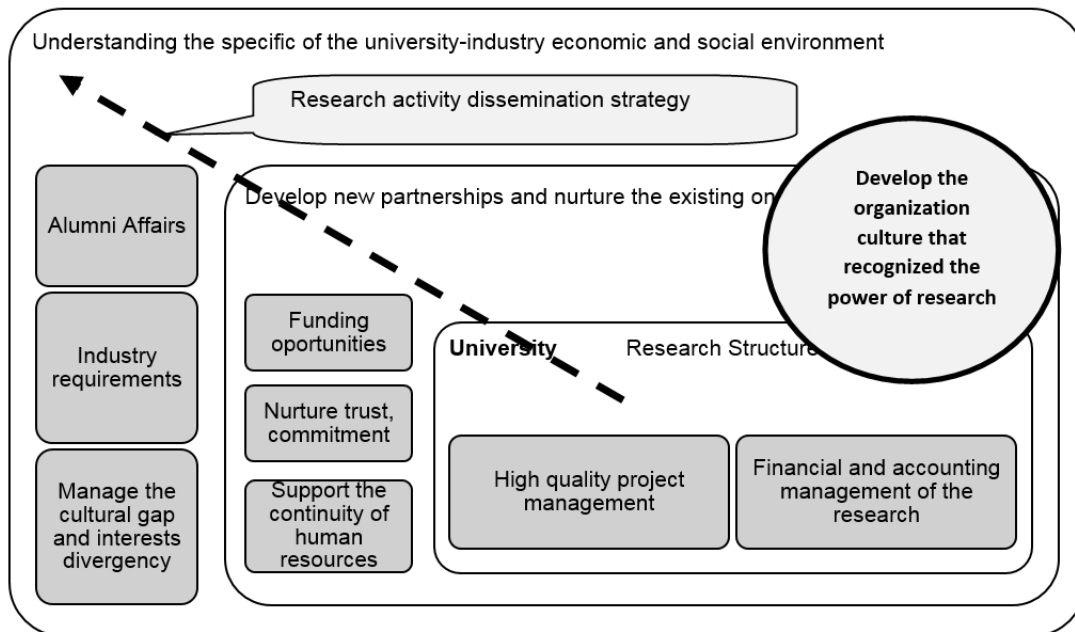 Understanding the specific of the university-industry economic and social environment
Research activity dissemination strategy
Develop the
organization
culture that
recognized the
power of research
Alumni Affairs
Industry
requirements
Manage the
cultural gap
and interests
divergency
Develop new partnerships and nurture the existing on
Funding
oportunities
Nurture trust,
commitment
Support the
continuity of
human
resources
University Research Structure
High quality project
management
Financial and accounting
management of the
research